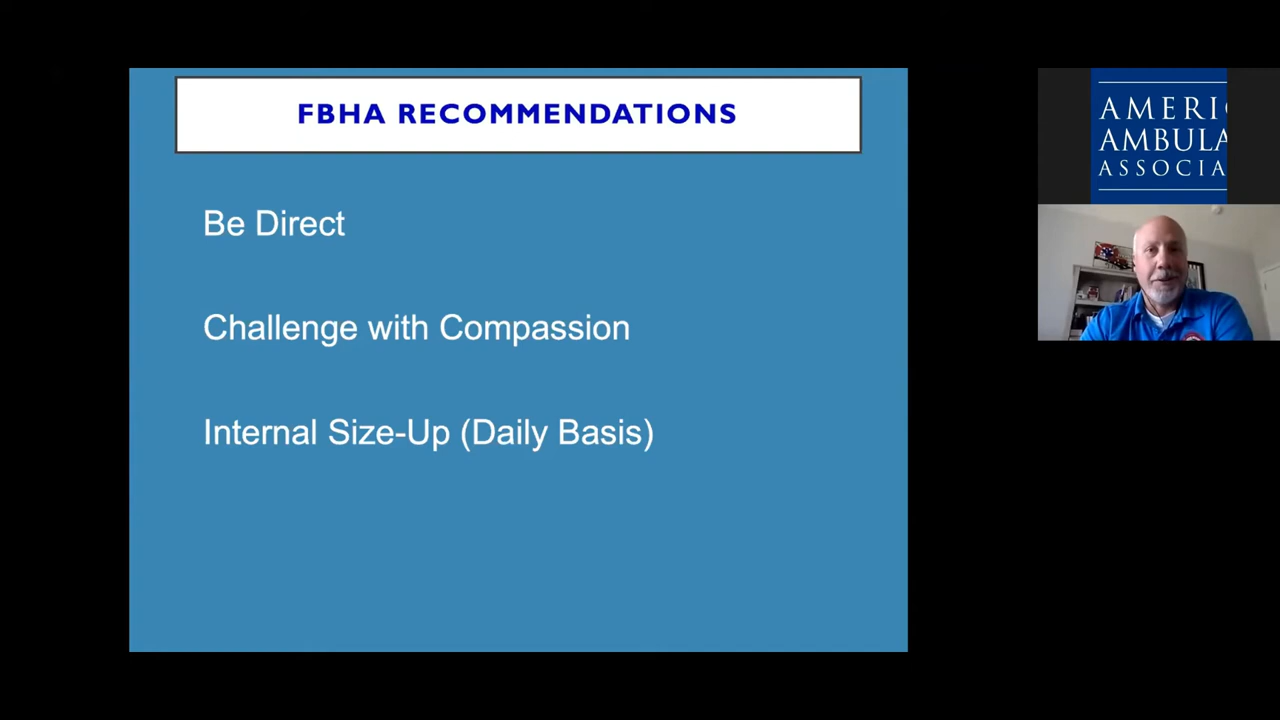 FBHA RECOMMENDATIONS
Be Direct
Challenge with Compassion
Internal Size-Up (Daily Basis)
AMERIC
AMBULA
ASSOCIA